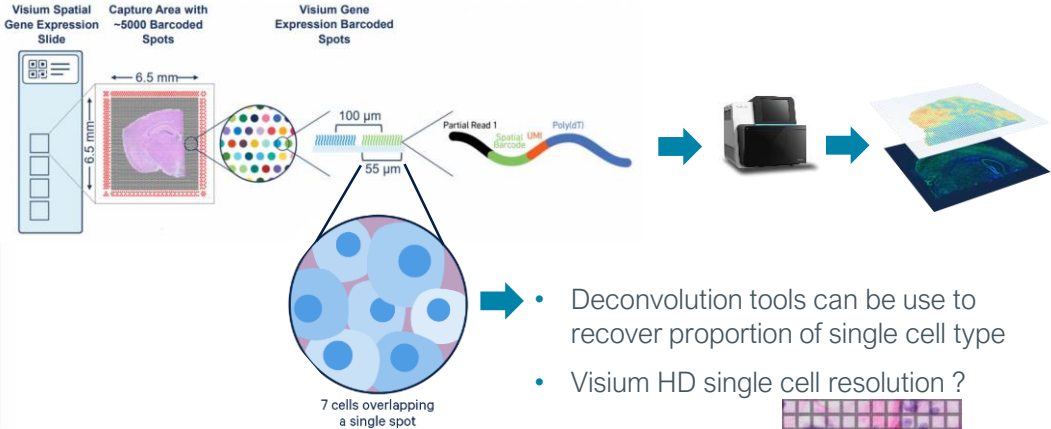 Visium Spatial
Gene Expression
Slide
Capture Area with
~5000 Barcoded
Spots
Visium Gene
Expression Barcoded
Spots
6.5 mm
6.5 mm
100 µm
55 µm
Partial Read 1
Spatial
Barcode
UMI
Poly(dT)
7 cells overlapping
a single spot
• Deconvolution tools can be use to
recover proportion of single cell type
• Visium HD single cell resolution ?